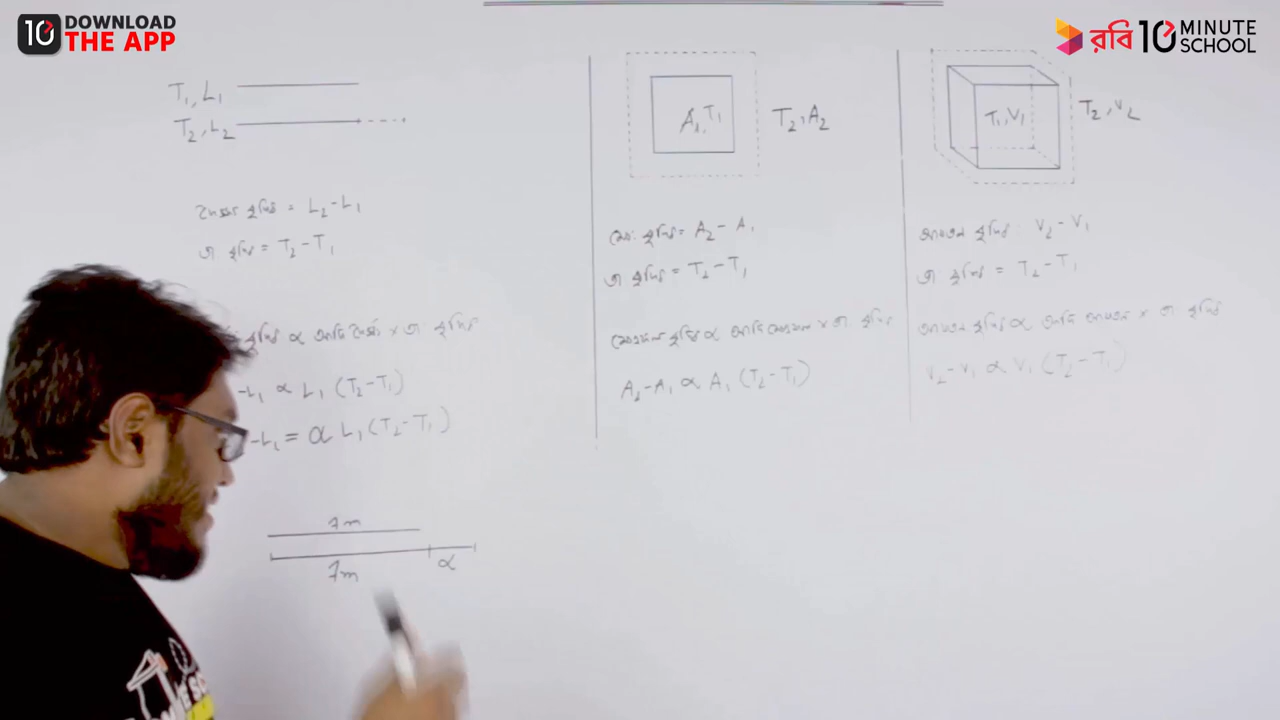 10 DOWNLOAD
THE APP
রবি 10 MINUTE
SCHOOL
T₁, L₁
T₂, L₂
দৈর্ঘ্য বৃদ্ধি = L₂ - L₁
তা বৃদ্ধি = T₂ - T₁
বৃদ্ধি ∝ আদি দৈর্ঘ্য × তা. বৃদ্ধি
-L₁ ∝ L₁ (T₂ - T₁)
-L₁ = α L₁ (T₂ - T₁)
1m
1m
α
A₁, T₁
T₂, A₂
ক্ষে: বৃদ্ধি = A₂ - A₁
তা বৃদ্ধি = T₂ - T₁
ক্ষেত্রফল বৃদ্ধি ∝ আদি ক্ষেত্রফল × তা. বৃদ্ধি
A₂ - A₁ ∝ A₁ (T₂ - T₁)
T₁, V₁
T₂, V₂
আয়তন বৃদ্ধি = V₂ - V₁
তা বৃদ্ধি = T₂ - T₁
আয়তন বৃদ্ধি ∝ আদি আয়তন × তা. বৃদ্ধি
V₂ - V₁ ∝ V₁ (T₂ - T₁)